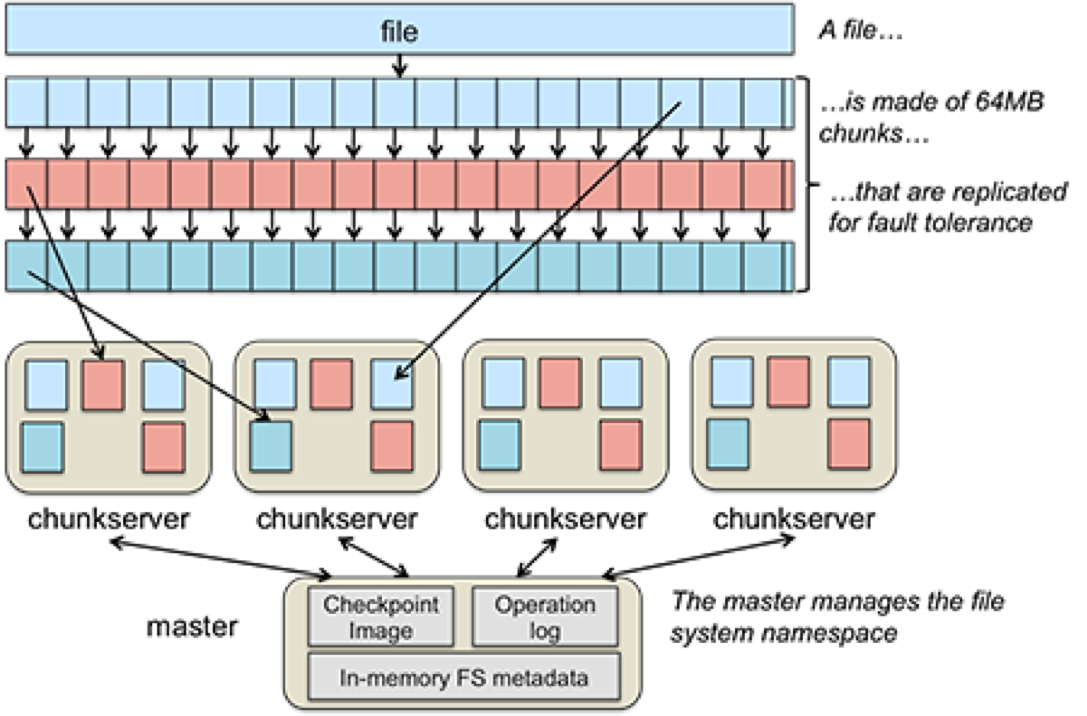 file
A file…
…is made of 64MB
chunks…
…that are replicated
for fault tolerance
chunkserver
chunkserver
chunkserver
chunkserver
master
Checkpoint
Image
Operation
log
In-memory FS metadata
The master manages the file
system namespace